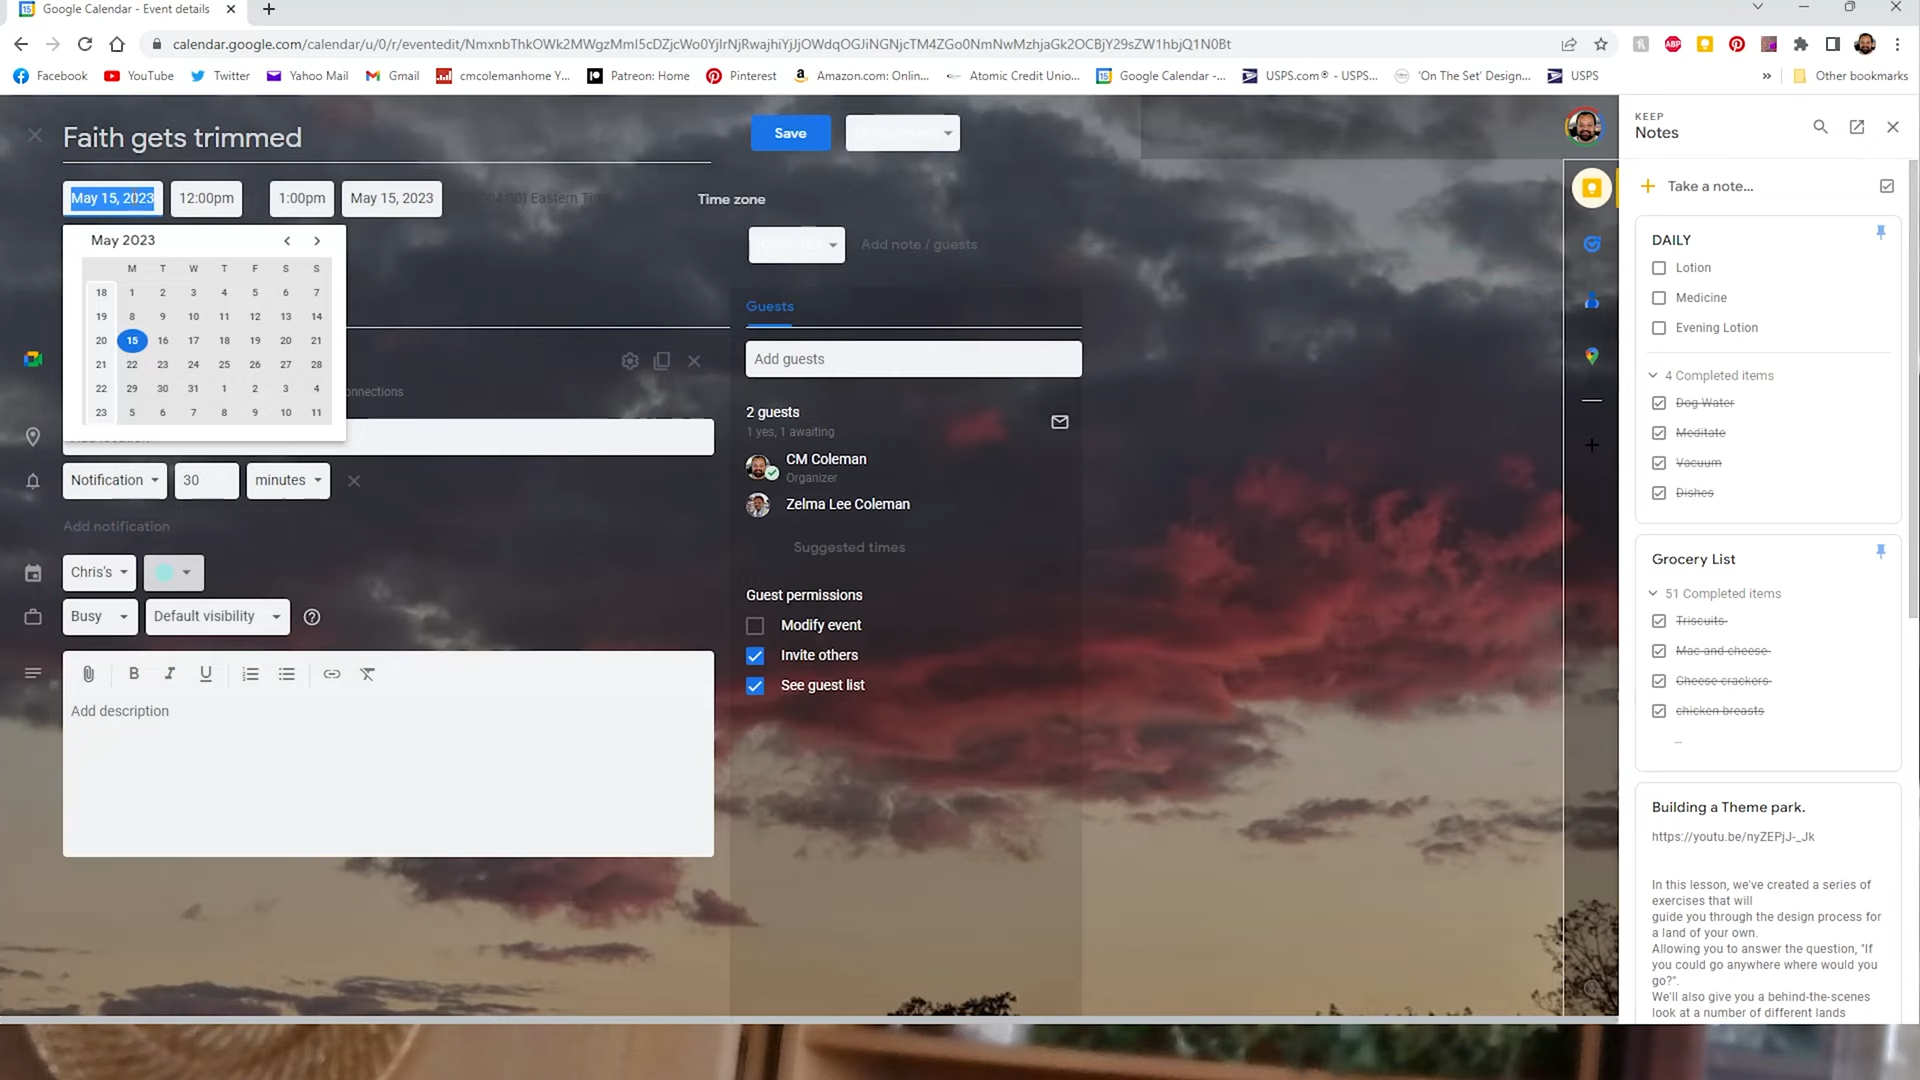 Google Calendar - Event details
calendar.google.com/calendar/u/0/r/eventedit/
Facebook YouTube Twitter Yahoo Mail Gmail cmcolemanhome Y... Patreon: Home Pinterest Amazon.com: Onlin... Atomic Credit Unio... Google Calendar -... USPS.com® - USPS... 'On The Set' Design... USPS » Other bookmarks
Faith gets trimmed
Save
May 15, 2023 12:00pm 1:00pm May 15, 2023 Eastern Time zone
May 2023
M T W T F S S
18 1 2 3 4 5 6 7
19 8 9 10 11 12 13 14
20 15 16 17 18 19 20 21
21 22 23 24 25 26 27 28
22 29 30 31 1 2 3 4
23 5 6 7 8 9 10 11
Add note / guests
Guests
Add guests
2 guests
1 yes, 1 awaiting
CM Coleman
Organizer
Zelma Lee Coleman
Suggested times
Guest permissions
Modify event
Invite others
See guest list
Notification 30 minutes
Add notification
Chris's
Busy Default visibility
B I U
Add description
KEEP
Notes
Take a note...
DAILY
Lotion
Medicine
Evening Lotion
4 Completed items
Dog Water
Meditate
Vacuum
Dishes
Grocery List
51 Completed items
Triscuits
Mac and cheese
Cheese crackers
chicken breasts
...
Building a Theme park.
https://youtu.be/nyZEPjJ-_Jk
In this lesson, we've created a series of
exercises that will
guide you through the design process for
a land of your own.
Allowing you to answer the question, "If
you could go anywhere where would you
go?".
We'll also give you a behind-the-scenes
look at a number of different lands